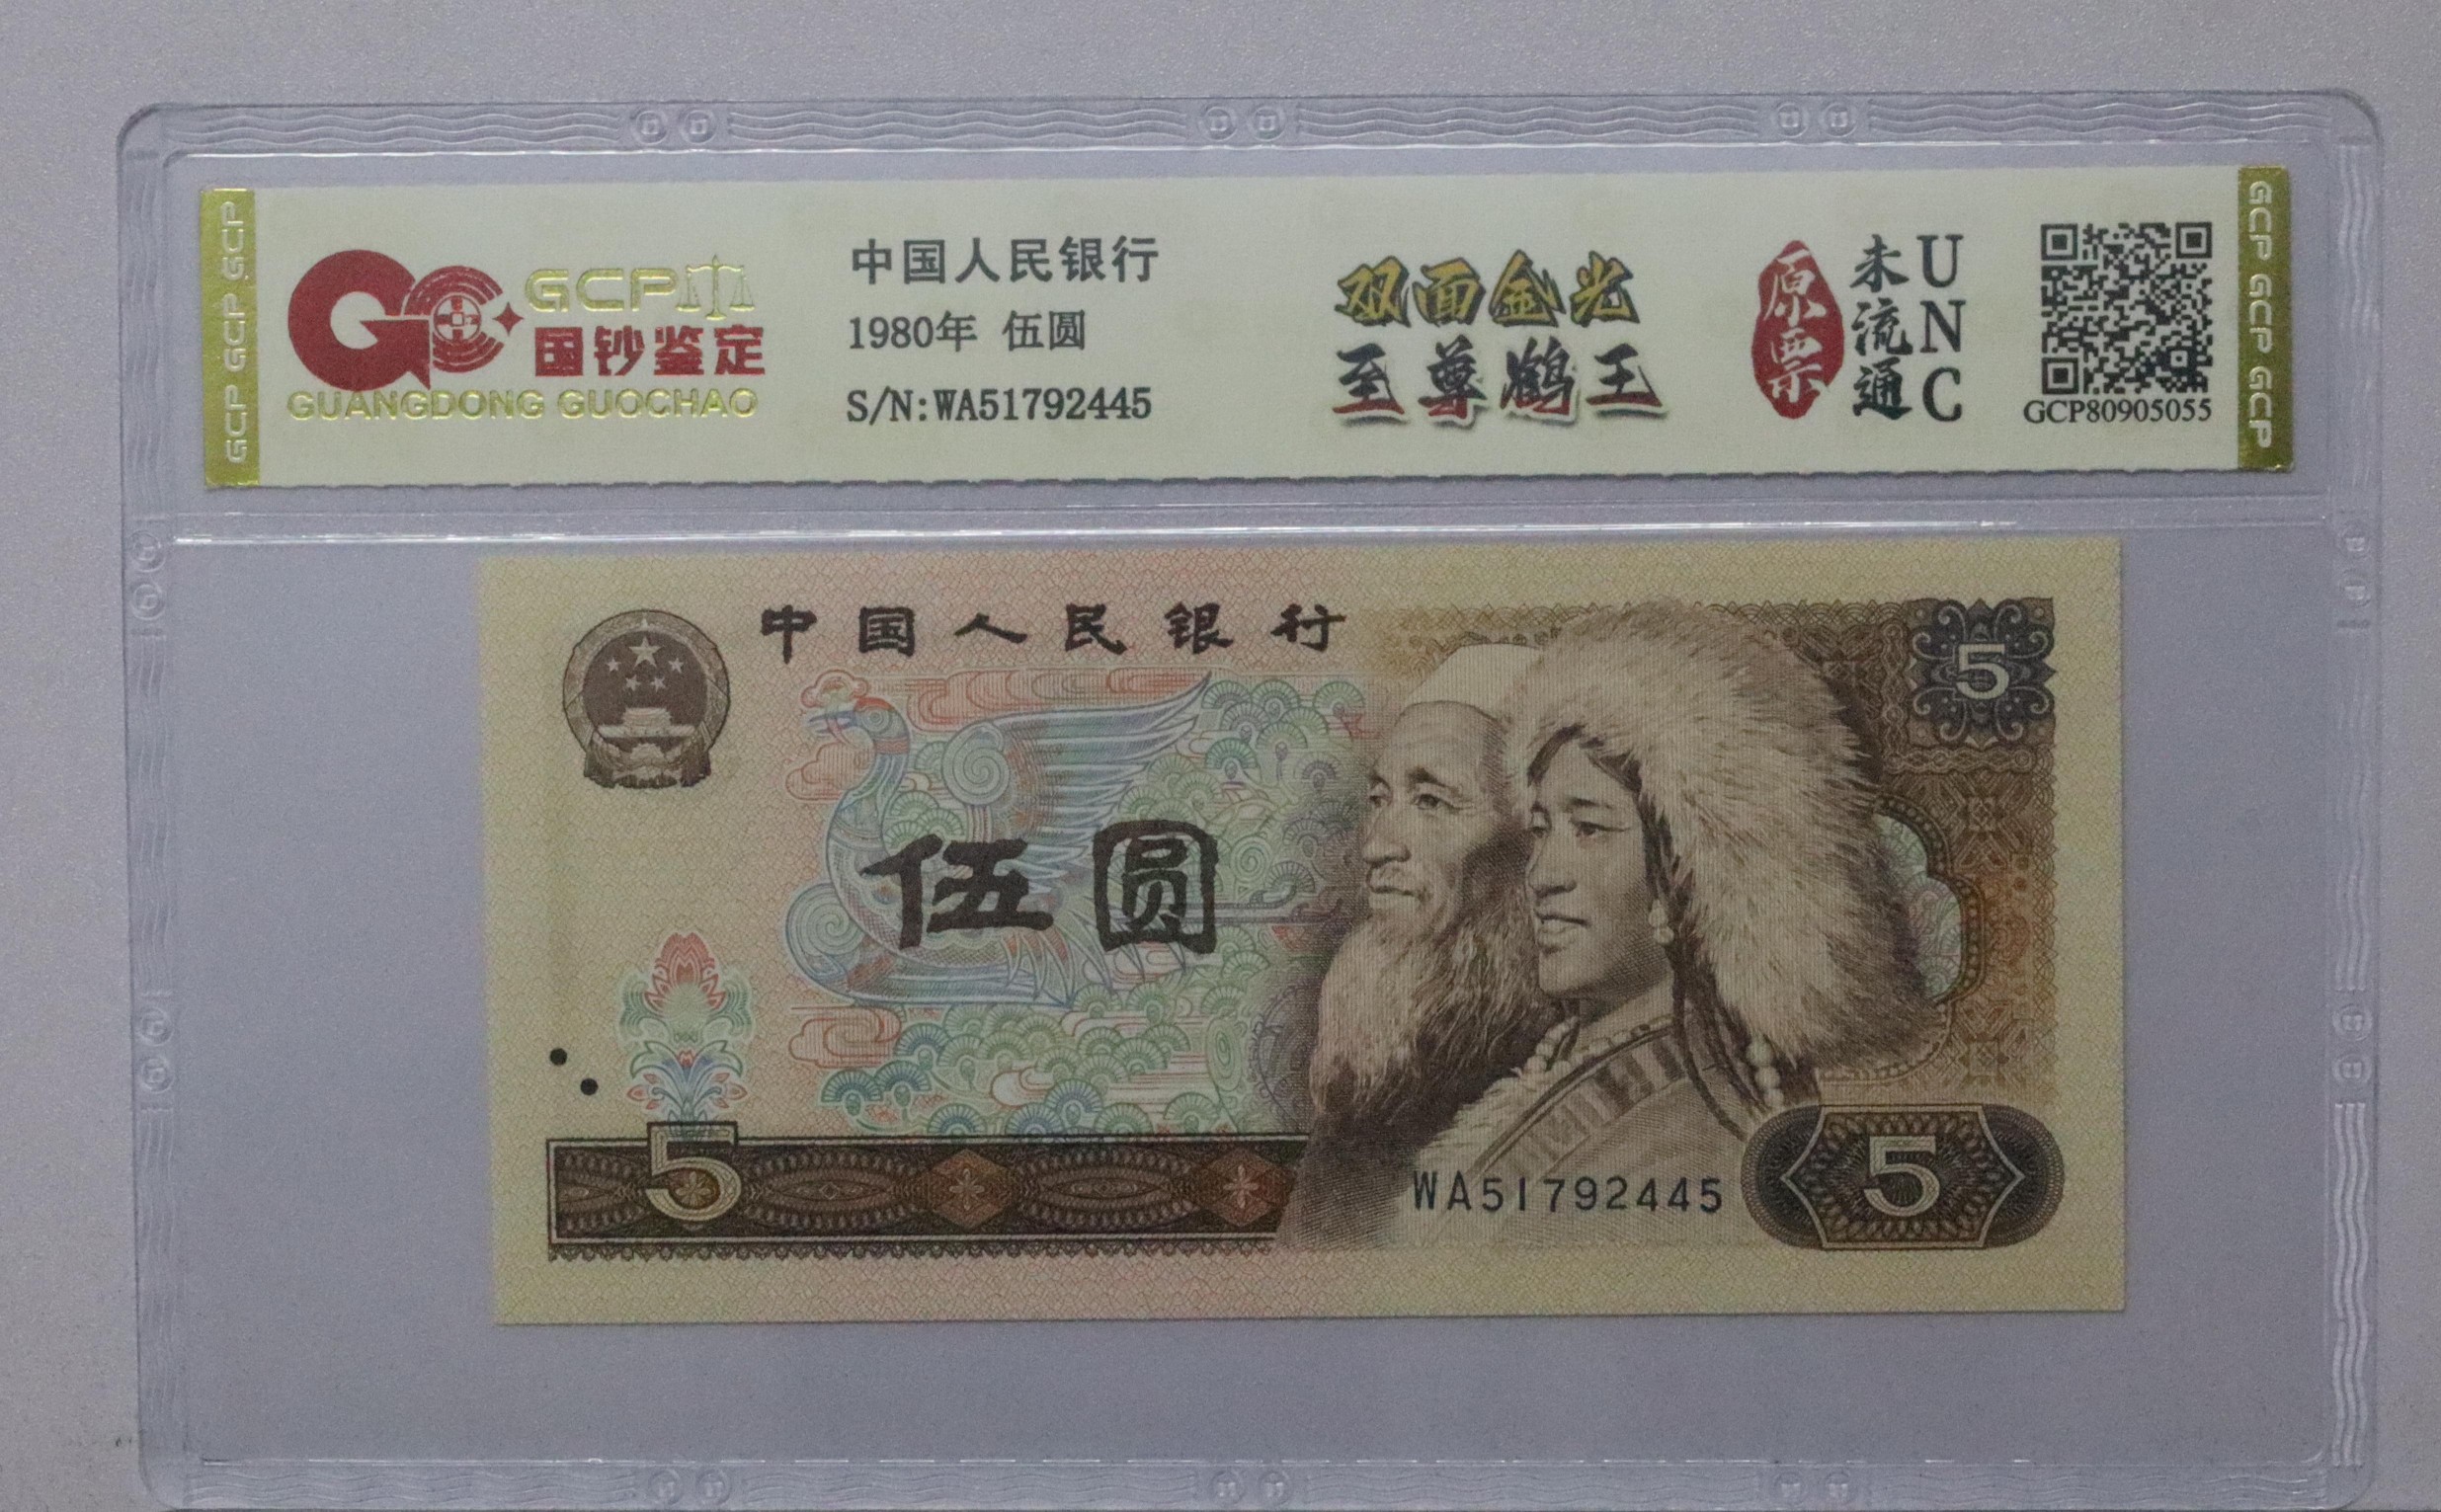 GCP GCP GCP
GCP
国钞鉴定
GUANGDONG GUOCHAO
中国人民银行
1980年 伍圆
S/N:WA51792445
双面金光
至尊鹤王
原票
未流通
UNC
GCP80905055
GCP GCP GCP
中国人民银行
5
伍圆
5
WA51792445
5